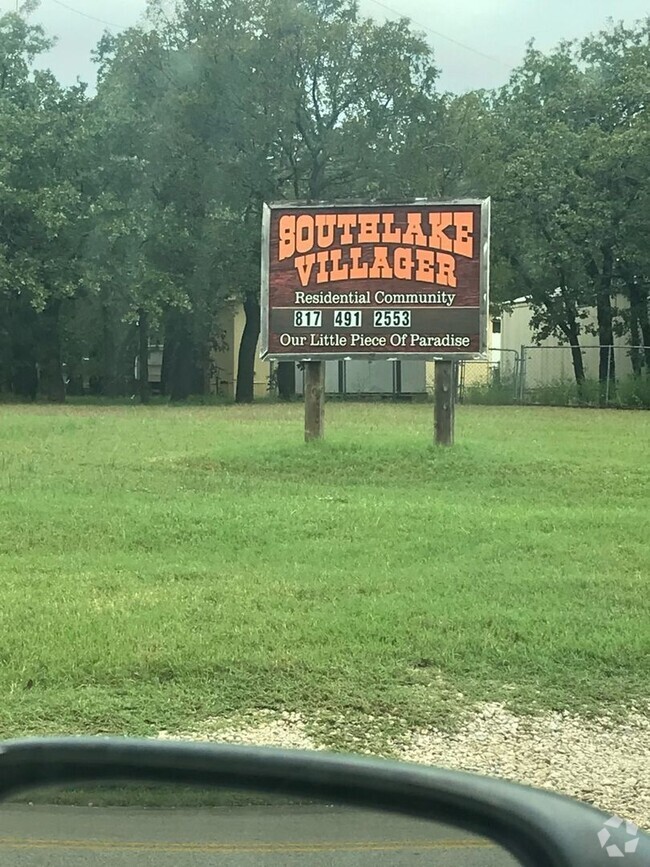 SOUTHLAKE
VILLAGER
Residential Community
817 491 2553
Our Little Piece Of Paradise